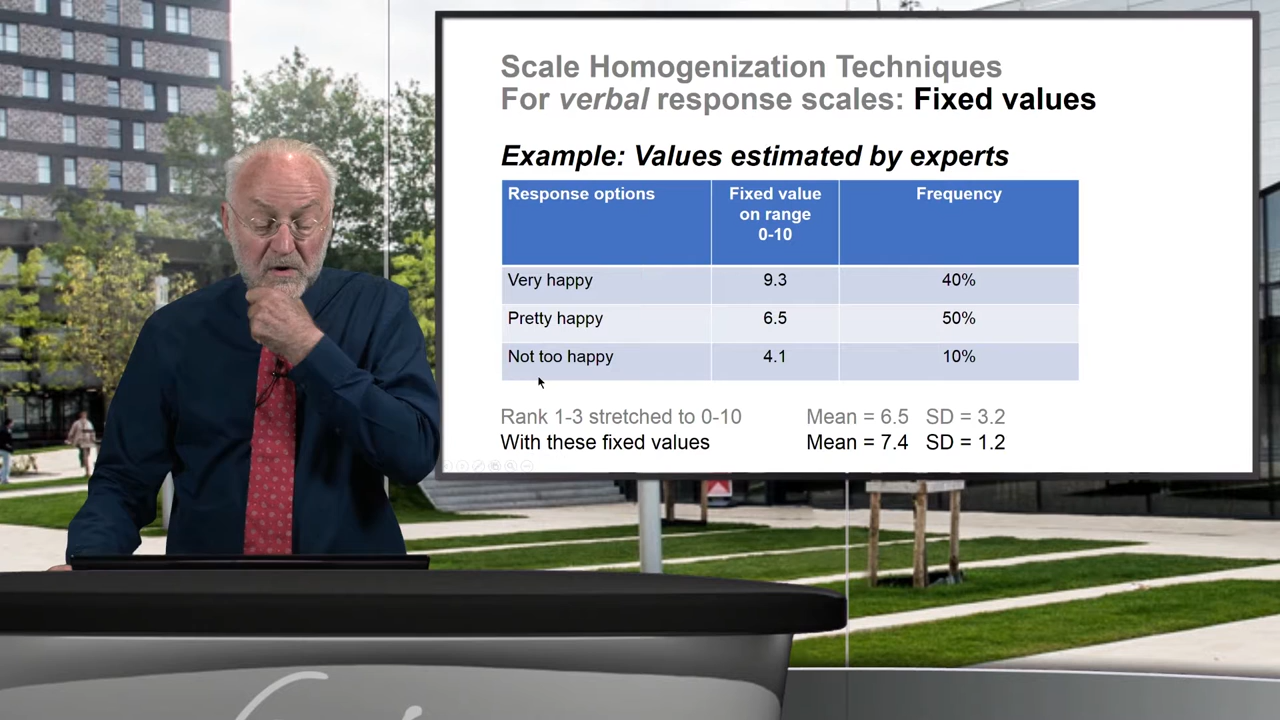 Scale Homogenization Techniques
For verbal response scales: Fixed values
Example: Values estimated by experts
Response options
Fixed value
on range
0-10
Frequency
Very happy 9.3 40%
Pretty happy 6.5 50%
Not too happy 4.1 10%
Rank 1-3 stretched to 0-10 Mean = 6.5 SD = 3.2
With these fixed values Mean = 7.4 SD = 1.2